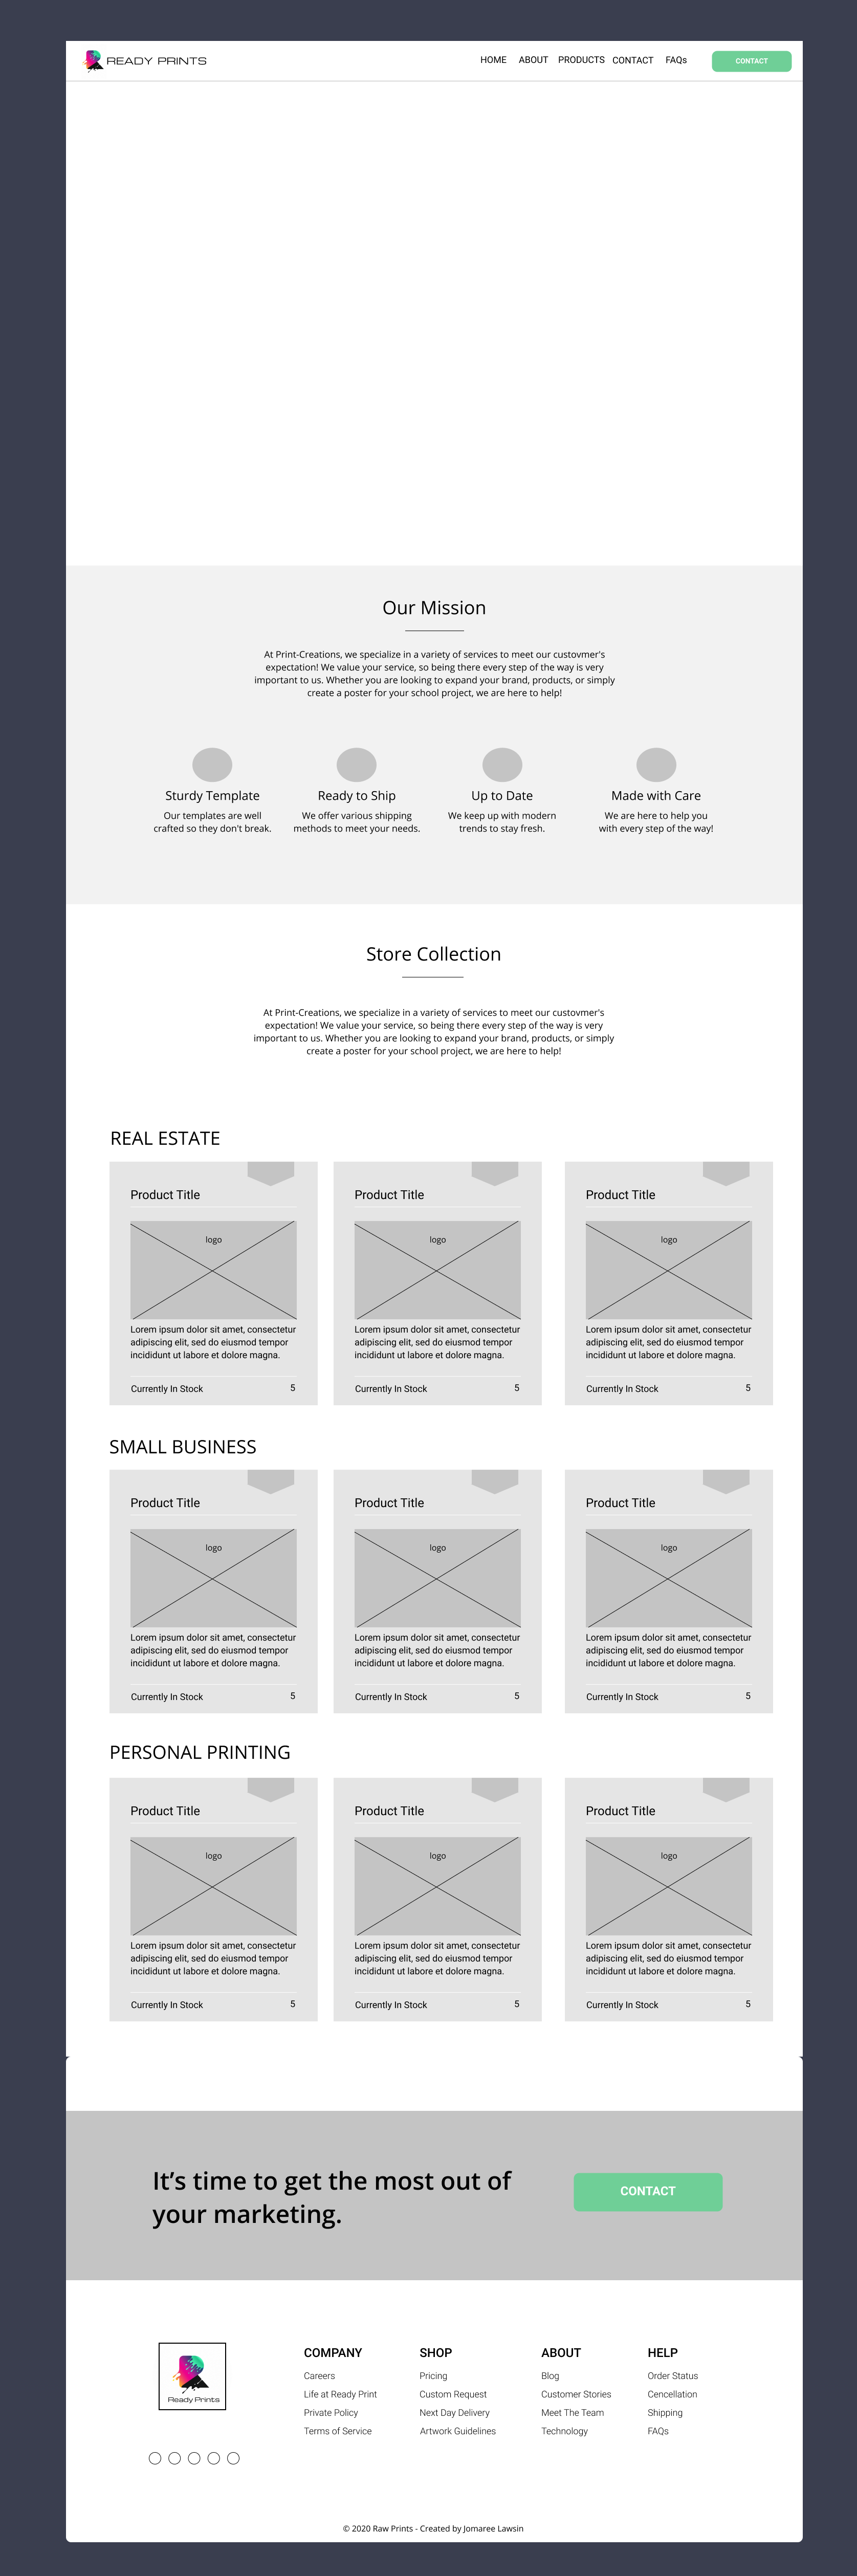 READY PRINTS
HOME ABOUT PRODUCTS CONTACT FAQs
CONTACT
Our Mission
At Print-Creations, we specialize in a variety of services to meet our custovmer's
expectation! We value your service, so being there every step of the way is very
important to us. Whether you are looking to expand your brand, products, or simply
create a poster for your school project, we are here to help!
Sturdy Template
Our templates are well
crafted so they don't break.
Ready to Ship
We offer various shipping
methods to meet your needs.
Up to Date
We keep up with modern
trends to stay fresh.
Made with Care
We are here to help you
with every step of the way!
Store Collection
At Print-Creations, we specialize in a variety of services to meet our custovmer's
expectation! We value your service, so being there every step of the way is very
important to us. Whether you are looking to expand your brand, products, or simply
create a poster for your school project, we are here to help!
REAL ESTATE
Product Title
logo
Lorem ipsum dolor sit amet, consectetur
adipiscing elit, sed do eiusmod tempor
incididunt ut labore et dolore magna.
Currently In Stock 5
Product Title
logo
Lorem ipsum dolor sit amet, consectetur
adipiscing elit, sed do eiusmod tempor
incididunt ut labore et dolore magna.
Currently In Stock 5
Product Title
logo
Lorem ipsum dolor sit amet, consectetur
adipiscing elit, sed do eiusmod tempor
incididunt ut labore et dolore magna.
Currently In Stock 5
SMALL BUSINESS
Product Title
logo
Lorem ipsum dolor sit amet, consectetur
adipiscing elit, sed do eiusmod tempor
incididunt ut labore et dolore magna.
Currently In Stock 5
Product Title
logo
Lorem ipsum dolor sit amet, consectetur
adipiscing elit, sed do eiusmod tempor
incididunt ut labore et dolore magna.
Currently In Stock 5
Product Title
logo
Lorem ipsum dolor sit amet, consectetur
adipiscing elit, sed do eiusmod tempor
incididunt ut labore et dolore magna.
Currently In Stock 5
PERSONAL PRINTING
Product Title
logo
Lorem ipsum dolor sit amet, consectetur
adipiscing elit, sed do eiusmod tempor
incididunt ut labore et dolore magna.
Currently In Stock 5
Product Title
logo
Lorem ipsum dolor sit amet, consectetur
adipiscing elit, sed do eiusmod tempor
incididunt ut labore et dolore magna.
Currently In Stock 5
Product Title
logo
Lorem ipsum dolor sit amet, consectetur
adipiscing elit, sed do eiusmod tempor
incididunt ut labore et dolore magna.
Currently In Stock 5
It’s time to get the most out of
your marketing.
CONTACT
Ready Prints
COMPANY
Careers
Life at Ready Print
Private Policy
Terms of Service
SHOP
Pricing
Custom Request
Next Day Delivery
Artwork Guidelines
ABOUT
Blog
Customer Stories
Meet The Team
Technology
HELP
Order Status
Cencellation
Shipping
FAQs
© 2020 Raw Prints - Created by Jomaree Lawsin